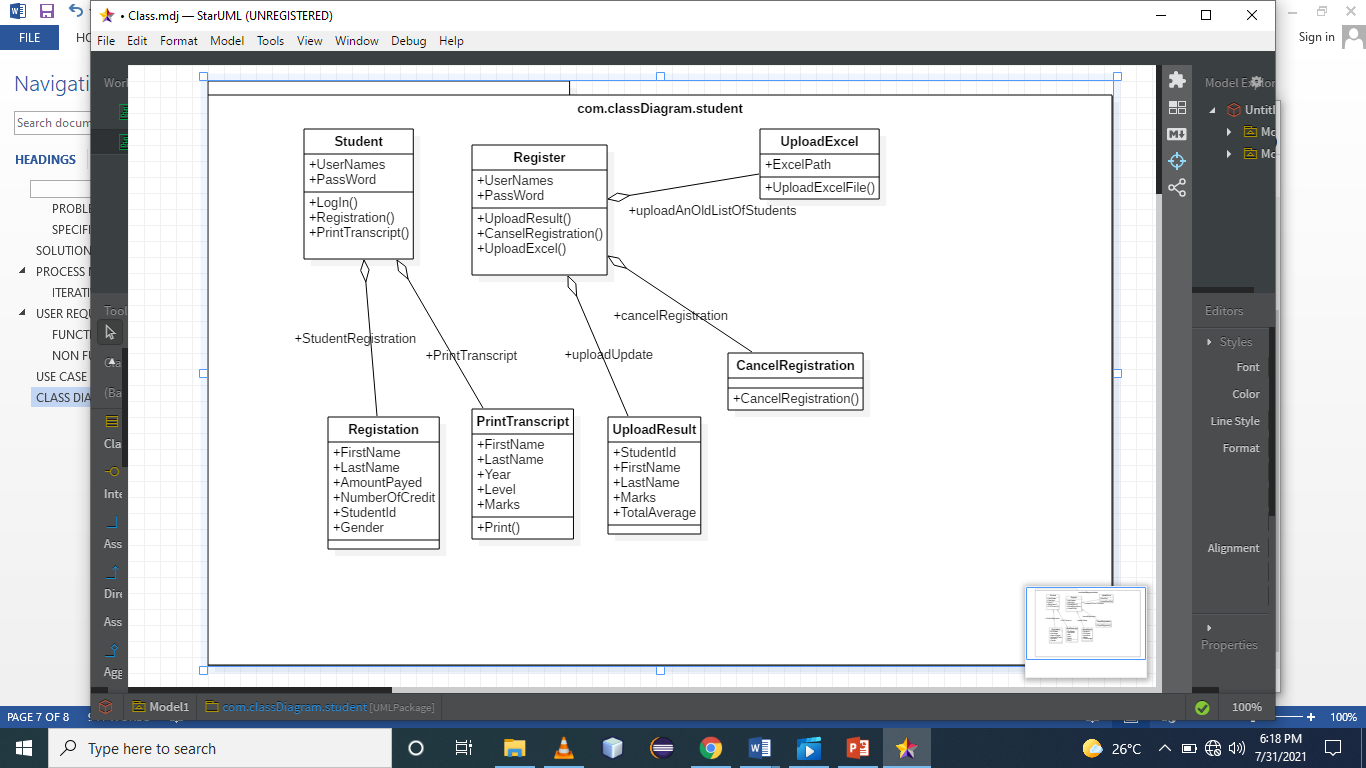 FILE
HO
Sign in
Navigati
Search docum
HEADINGS
PROBLE
SPECIFI
SOLUTION
PROCESS M
ITERATI
USER REQU
FUNCT
NON FU
USE CASE
CLASS DIA
PAGE 7 OF 8
100%
• Class.mdj — StarUML (UNREGISTERED)
File Edit Format Model Tools View Window Debug Help
Work
com.classDiagram.student
Student
+UserNames
+PassWord
+LogIn()
+Registration()
+PrintTranscript()
Register
+UserNames
+PassWord
+UploadResult()
+CanselRegistration()
+UploadExcel()
UploadExcel
+ExcelPath
+UploadExcelFile()
+uploadAnOldListOfStudents
+cancelRegistration
+StudentRegistration
+PrintTranscript
+uploadUpdate
CancelRegistration
+CancelRegistration()
Registation
+FirstName
+LastName
+AmountPayed
+NumberOfCredit
+StudentId
+Gender
PrintTranscript
+FirstName
+LastName
+Year
+Level
+Marks
+Print()
UploadResult
+StudentId
+FirstName
+LastName
+Marks
+TotalAverage
Tool
Cla
(Ba
Cla
Inte
Ass
Dire
Ass
Agg
Model Explor
Untitl
Mo
Mo
Editors
Styles
Font
Color
Line Style
Format
Alignment
Properties
Model1
com.classDiagram.student [UMLPackage]
100%
Type here to search
26°C
6:18 PM
7/31/2021